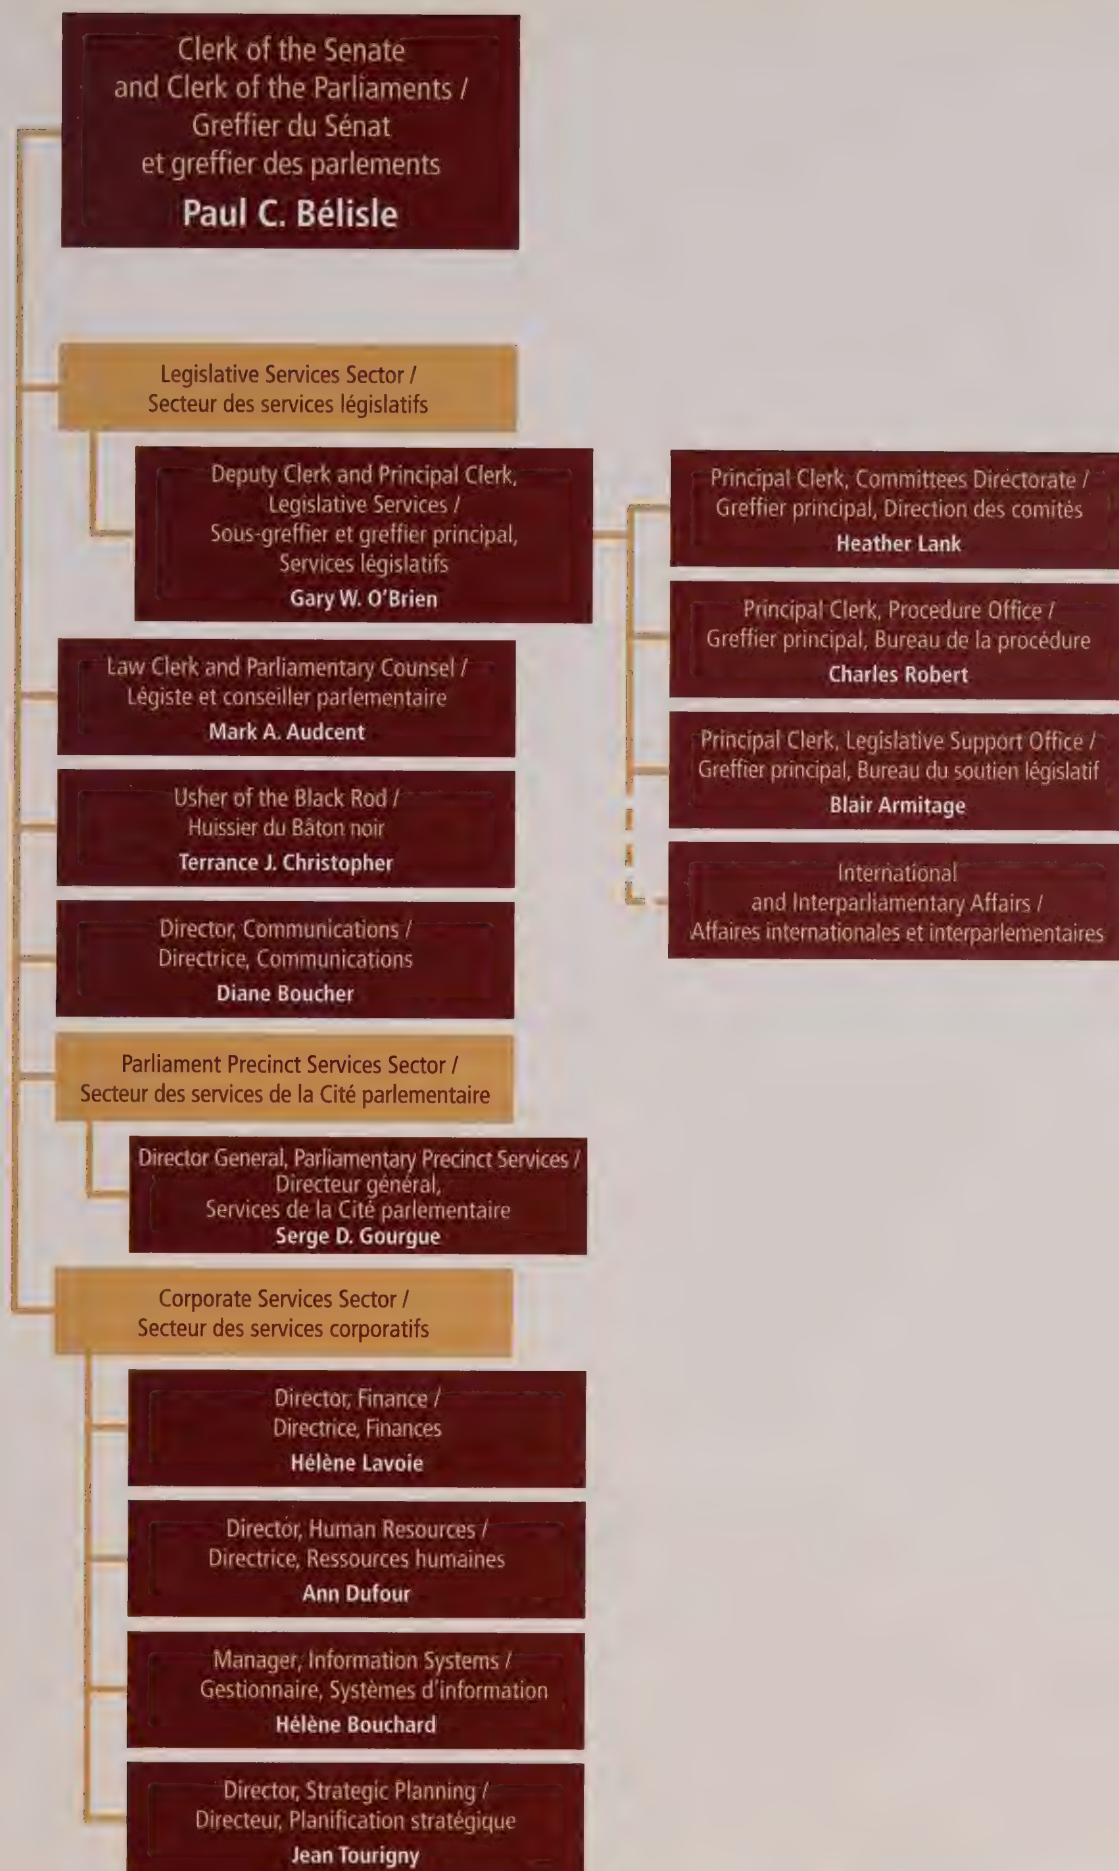 Clerk of the Senate
and Clerk of the Parliaments /
Greffier du Sénat
et greffier des parlements
Paul C. Bélisle
Legislative Services Sector /
Secteur des services législatifs
Deputy Clerk and Principal Clerk,
Legislative Services /
Sous-greffier et greffier principal,
Services législatifs
Gary W. O'Brien
Principal Clerk, Committees Directorate /
Greffier principal, Direction des comités
Heather Lank
Principal Clerk, Procedure Office /
Greffier principal, Bureau de la procédure
Charles Robert
Principal Clerk, Legislative Support Office /
Greffier principal, Bureau du soutien législatif
Blair Armitage
International
and Interparliamentary Affairs /
Affaires internationales et interparlementaires
Law Clerk and Parliamentary Counsel /
Légiste et conseiller parlementaire
Mark A. Audcent
Usher of the Black Rod /
Huissier du Bâton noir
Terrance J. Christopher
Director, Communications /
Directrice, Communications
Diane Boucher
Parliament Precinct Services Sector /
Secteur des services de la Cité parlementaire
Director General, Parliamentary Precinct Services /
Directeur général,
Services de la Cité parlementaire
Serge D. Gourgue
Corporate Services Sector /
Secteur des services corporatifs
Director, Finance /
Directrice, Finances
Hélène Lavoie
Director, Human Resources /
Directrice, Ressources humaines
Ann Dufour
Manager, Information Systems /
Gestionnaire, Systèmes d'information
Hélène Bouchard
Director, Strategic Planning /
Directeur, Planification stratégique
Jean Tourigny